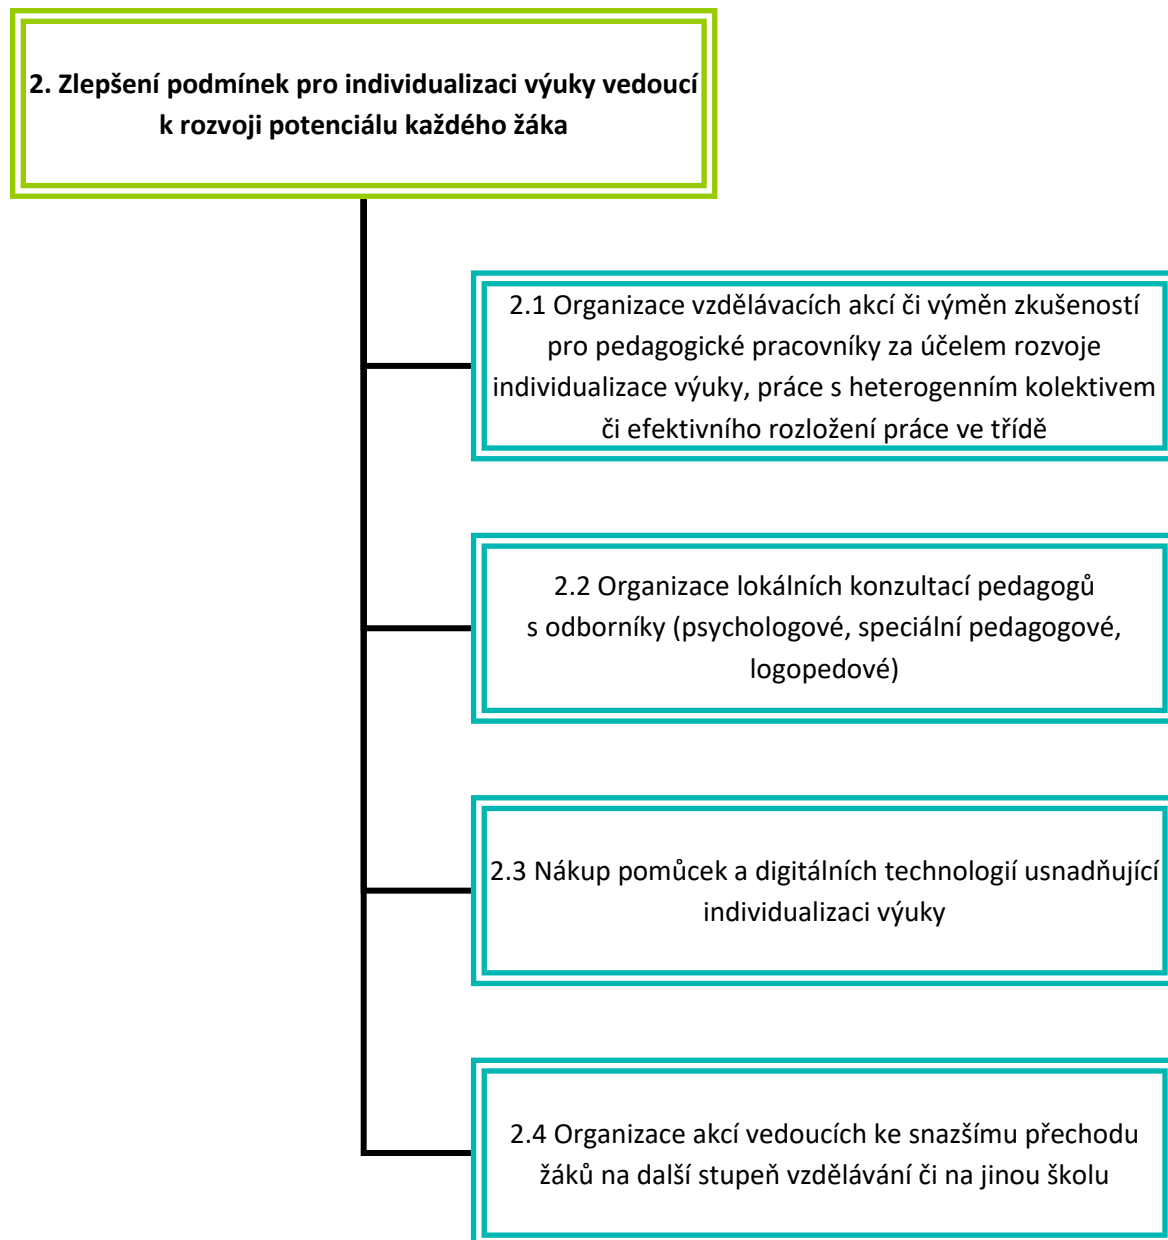 2. Zlepšení podmínek pro individualizaci výuky vedoucí
k rozvoji potenciálu každého žáka
2.1 Organizace vzdělávacích akcí či výměn zkušeností
pro pedagogické pracovníky za účelem rozvoje
individualizace výuky, práce s heterogenním kolektivem
či efektivního rozložení práce ve třídě
2.2 Organizace lokálních konzultací pedagogů
s odborníky (psychologové, speciální pedagogové,
logopedové)
2.3 Nákup pomůcek a digitálních technologií usnadňující
individualizaci výuky
2.4 Organizace akcí vedoucích ke snazšímu přechodu
žáků na další stupeň vzdělávání či na jinou školu